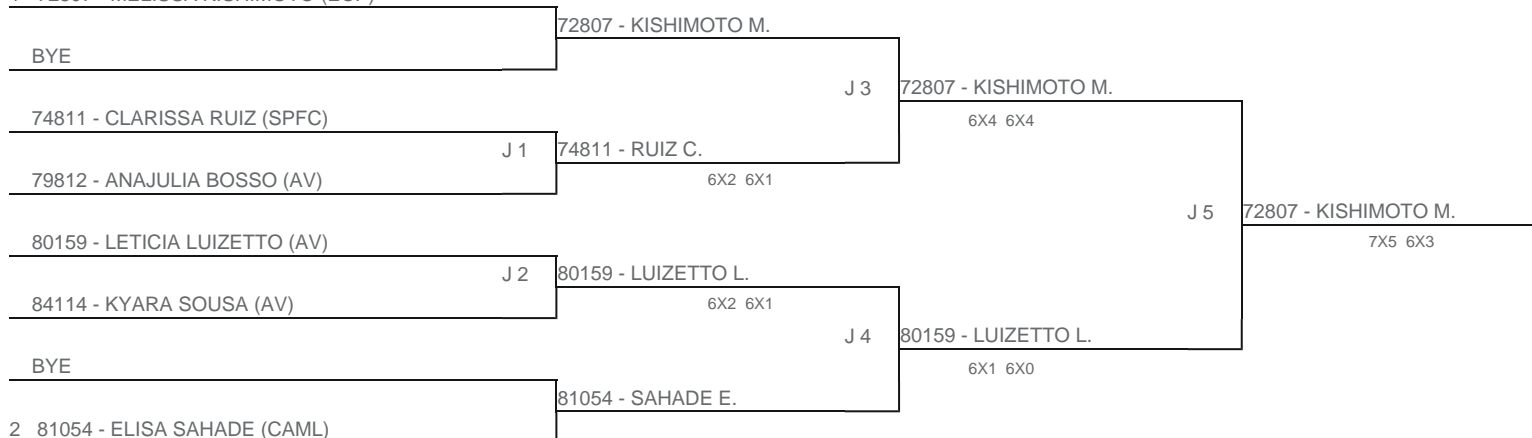 72807 - KISHIMOTO M.
BYE
J 3
72807 - KISHIMOTO M.
6X4 6X4
74811 - CLARISSA RUIZ (SPFC)
J 1
74811 - RUIZ C.
6X2 6X1
79812 - ANAJULIA BOSSO (AV)
J 5
72807 - KISHIMOTO M.
7X5 6X3
80159 - LETICIA LUIZETTO (AV)
J 2
80159 - LUIZETTO L.
6X2 6X1
84114 - KYARA SOUSA (AV)
J 4
80159 - LUIZETTO L.
6X1 6X0
BYE
81054 - SAHADE E.
2 81054 - ELISA SAHADE (CAML)